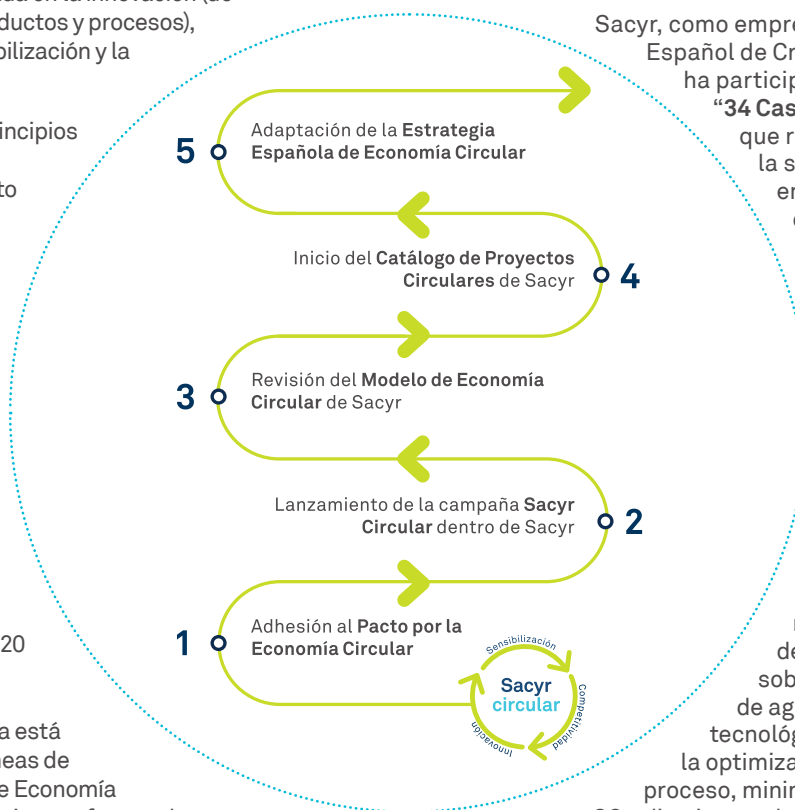 ductos y procesos),
bilización y la
incipios
to
20
a está
neas de
e Economía
5
Adaptación de la Estrategia
Española de Economía Circular
Inicio del Catálogo de Proyectos
Circulares de Sacyr
4
3
Revisión del Modelo de Economía
Circular de Sacyr
Lanzamiento de la campaña Sacyr
Circular dentro de Sacyr
2
1
Adhesión al Pacto por la
Economía Circular
Sensibilización
Competitividad
Innovación
Sacyr
circular
Sacyr, como empre
Español de Cr
ha particip
“34 Cas
que r
la s
en
de
sob
de ag
tecnológ
la optimiza
proceso, minim